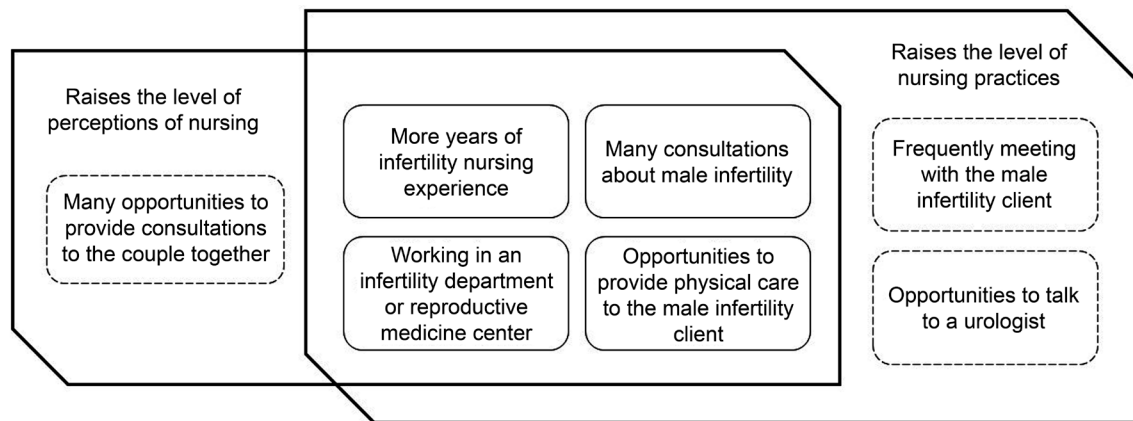 Raises the level of
perceptions of nursing
Many opportunities to
provide consultations
to the couple together
More years of
infertility nursing
experience
Many consultations
about male infertility
Working in an
infertility department
or reproductive
medicine center
Opportunities to
provide physical care
to the male infertility
client
Raises the level of
nursing practices
Frequently meeting
with the male
infertility client
Opportunities to talk
to a urologist